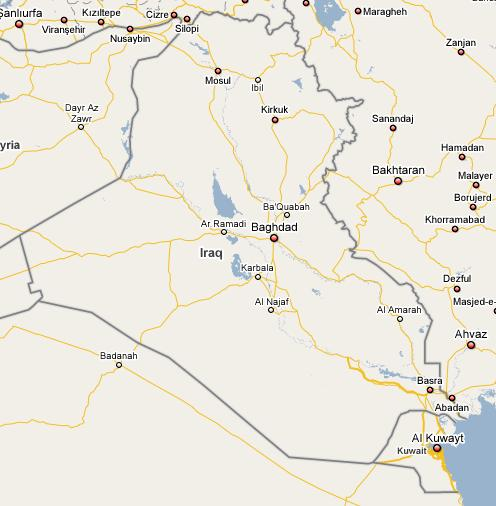 Şanlıurfa
Viranşehir
Kızıltepe
Nusaybin
Cizre
Silopi
Maragheh
Zanjan
Mosul
Ibil
Kirkuk
Sanandaj
Dayr Az
Zawr
yria
Hamadan
Bakhtaran
Malayer
Borujerd
Khorramabad
Ba'Qubah
Ar Ramadi
Baghdad
Iraq
Karbala
Al Najaf
Al Amarah
Dezful
Masjed-e-
Ahvaz
Badanah
Basra
Abadan
Al Kuwayt
Kuwait